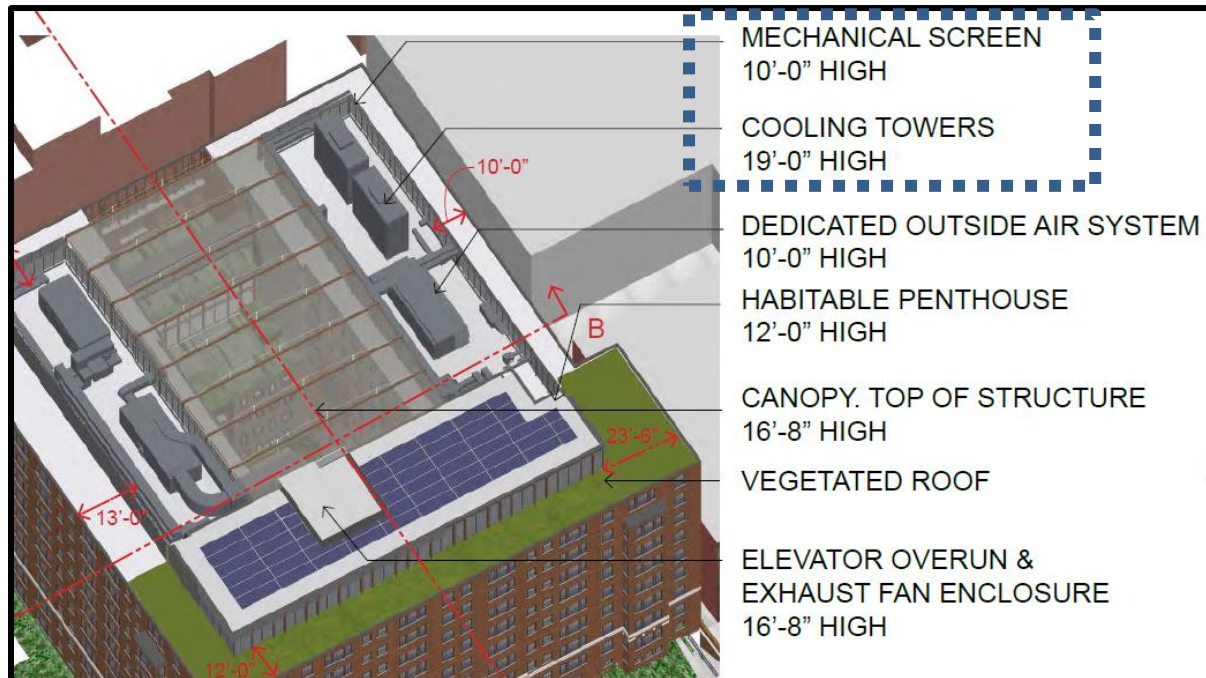 MECHANICAL SCREEN
10’-0” HIGH
COOLING TOWERS
19’-0” HIGH
10’-0”
DEDICATED OUTSIDE AIR SYSTEM
10’-0” HIGH
HABITABLE PENTHOUSE
12’-0” HIGH
B
CANOPY. TOP OF STRUCTURE
16’-8” HIGH
23’-6”
VEGETATED ROOF
13’-0”
ELEVATOR OVERUN &
EXHAUST FAN ENCLOSURE
16’-8” HIGH
12’-0”